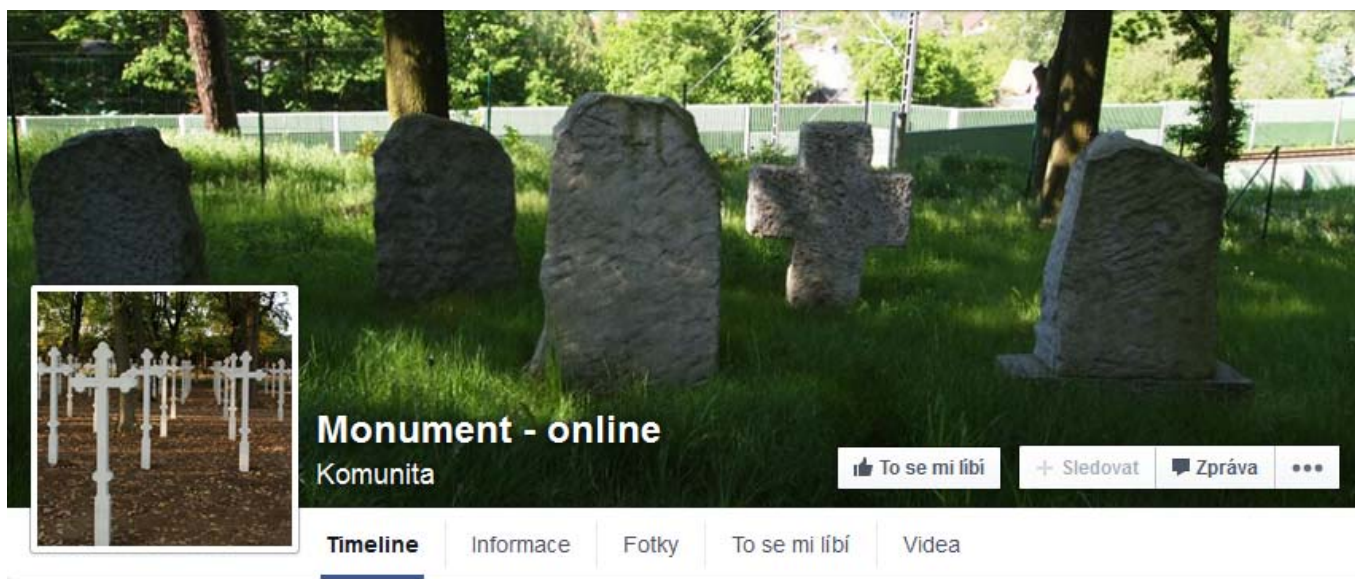 Monument - online
Komunita
To se mi líbí
+ Sledovat
Zpráva
Timeline
Informace
Fotky
To se mi líbí
Videa